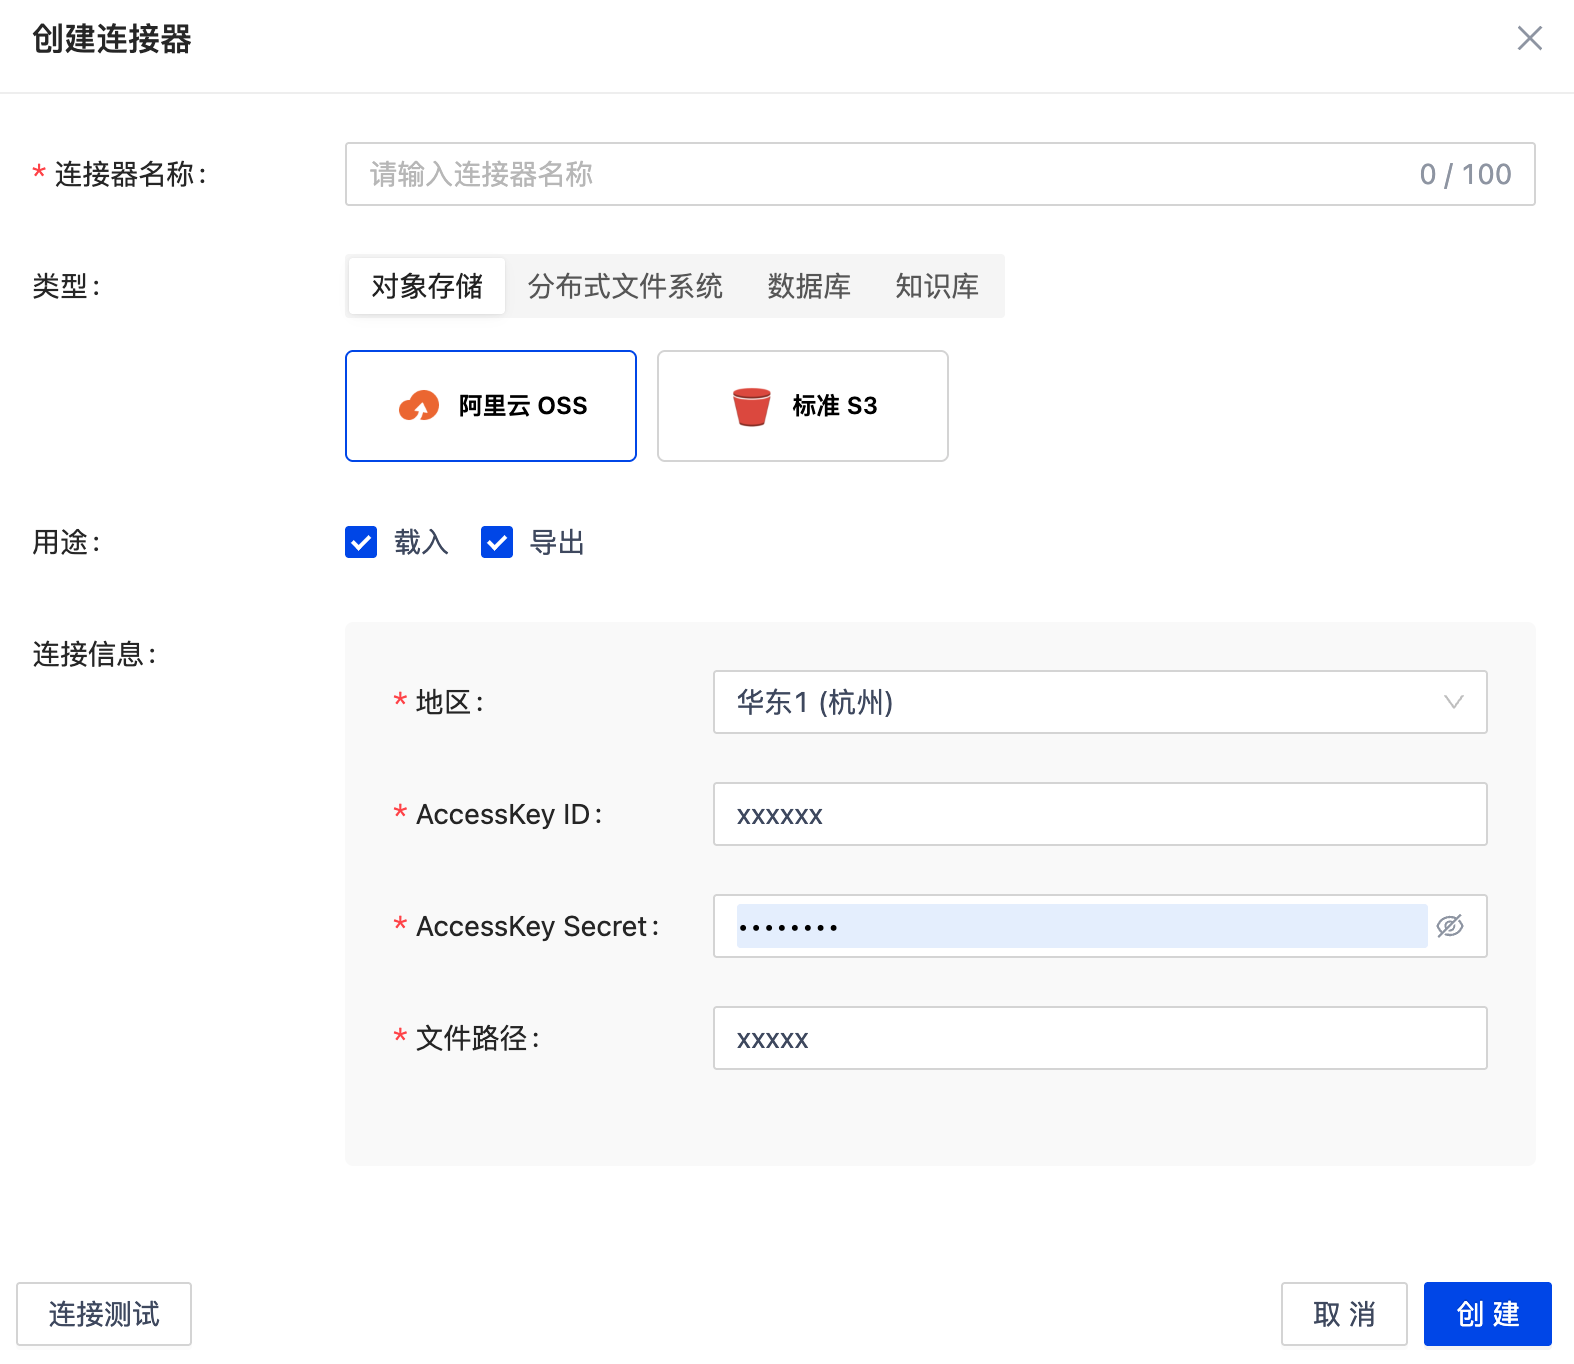 创建连接器
* 连接器名称:
请输入连接器名称 0 / 100
类型:
对象存储 分布式文件系统 数据库 知识库
阿里云 OSS 标准 S3
用途:
载入 导出
连接信息:
* 地区:
华东1 (杭州)
* AccessKey ID:
xxxxxx
* AccessKey Secret:
••••••••
* 文件路径:
xxxxx
连接测试 取 消 创 建